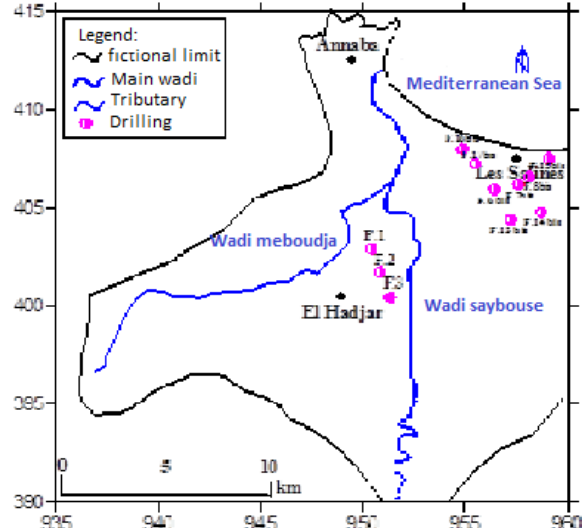 415
410
405
400
395
390
Legend:
fictional limit
Main wadi
Tributary
Drilling
Annaba
Mediterranean Sea
Les Salines
Wadi meboudja
F.1
F.2
F.3
El Hadjar
Wadi saybouse
0 5 10
km
935 940 945 950 955 960